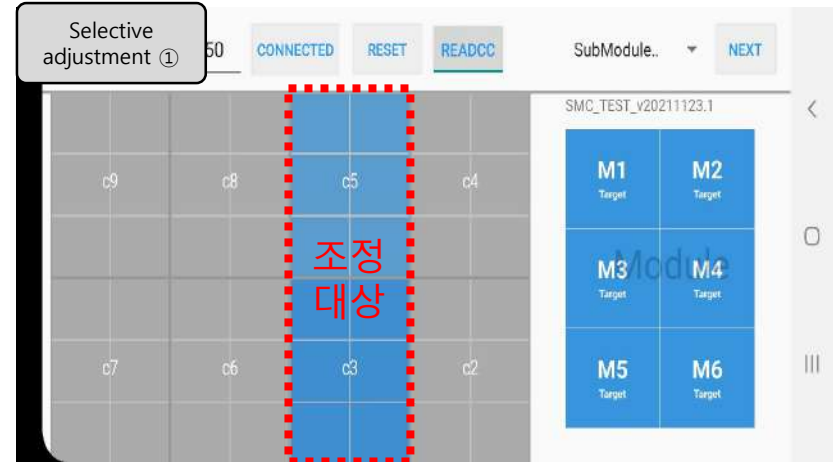 Selective
adjustment ①
50
CONNECTED
RESET
READCC
SubModule..
NEXT
SMC_TEST_v20211123.1
c9
c8
c5
c4
조정
대상
c7
c6
c3
c2
M1
Target
M2
Target
Module
M3
Target
M4
Target
M5
Target
M6
Target